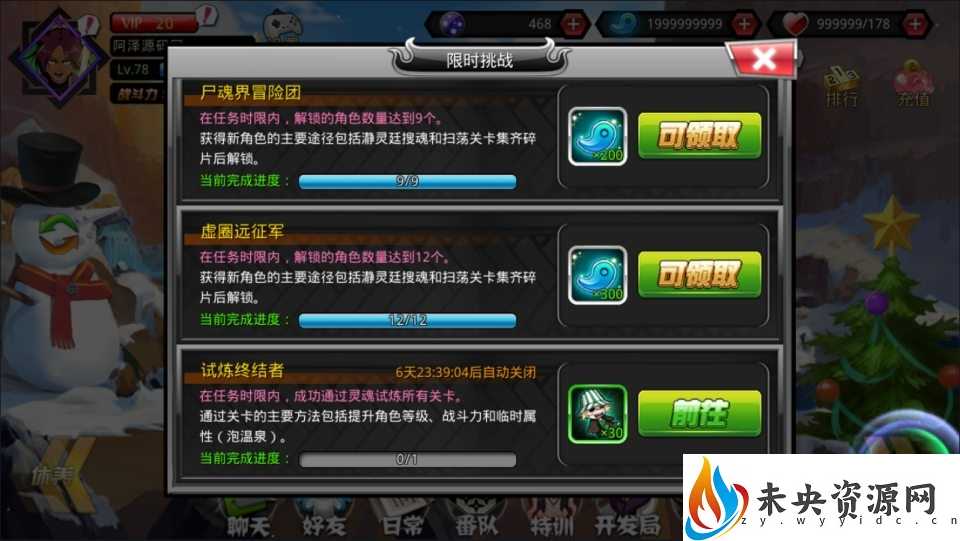 VIP 20
468
1999999999
999999/178
阿泽源码网
Lv.78
战斗力:
限时挑战
排行
充值
尸魂界冒险团
在任务时限内，解锁的角色数量达到9个。
获得新角色的主要途径包括瀞灵廷搜魂和扫荡关卡集齐碎
片后解锁。
当前完成进度：
9/9
×200
可领取
虚圈远征军
在任务时限内，解锁的角色数量达到12个。
获得新角色的主要途径包括瀞灵廷搜魂和扫荡关卡集齐碎
片后解锁。
当前完成进度：
12/12
×300
可领取
试炼终结者
6天23:39:04后自动关闭
在任务时限内，成功通过灵魂试炼所有关卡。
通过关卡的主要方法包括提升角色等级、战斗力和临时属
性（泡温泉）。
当前完成进度：
0/1
×30
前往
聊天
好友
日常
番队
特训
开发局
未央资源网
zy.wyyidc.cn